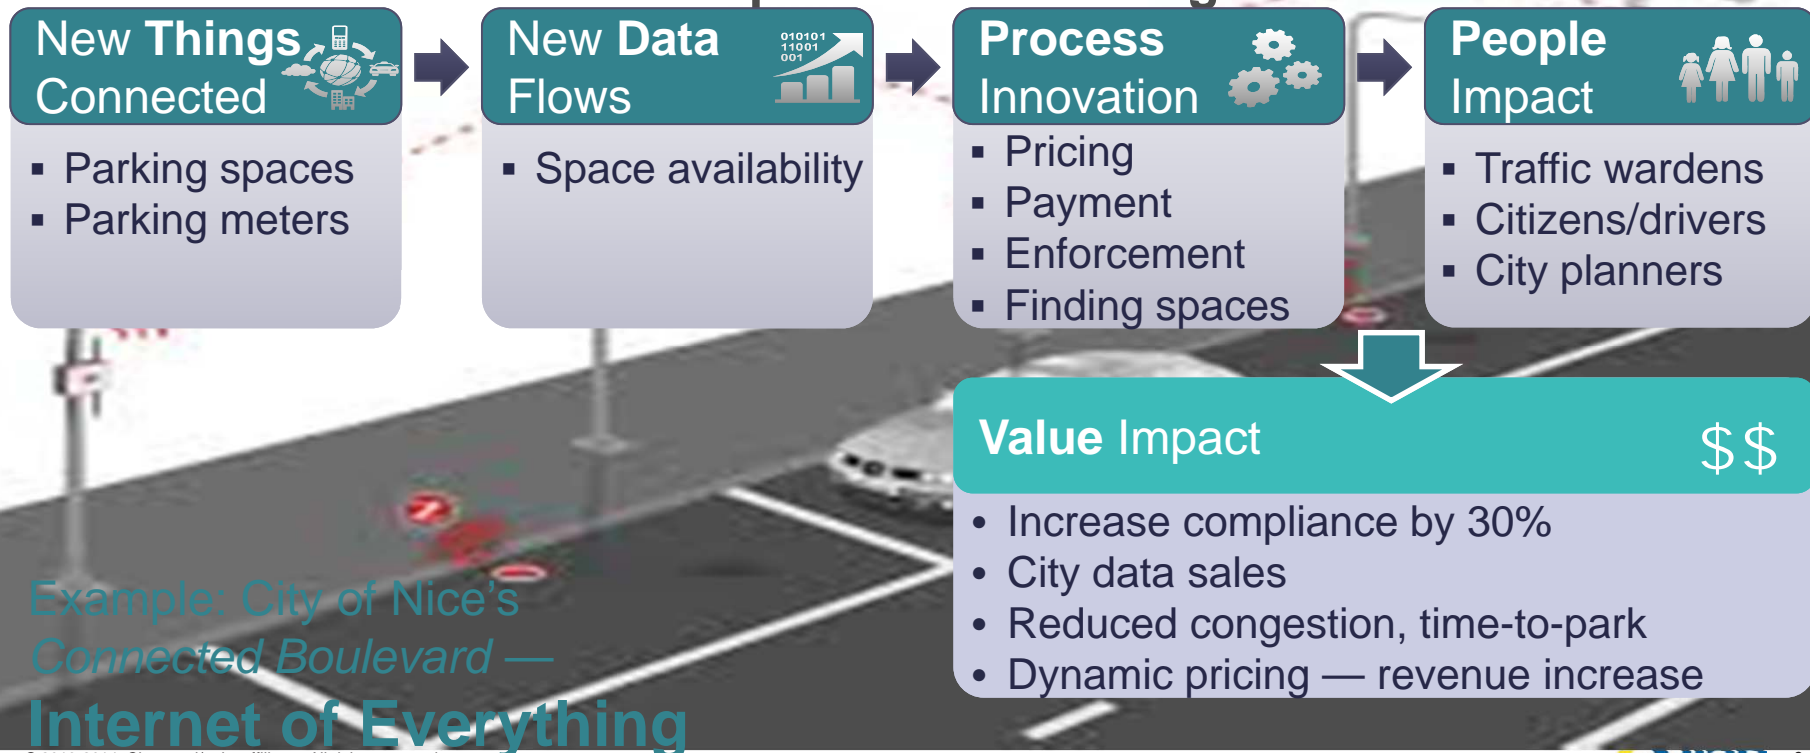 New Things
Connected
Parking spaces
Parking meters
New Data
Flows
010101
11001
001
Space availability
Process
Innovation
Pricing
Payment
Enforcement
Finding spaces
People
Impact
Traffic wardens
Citizens/drivers
City planners
Value Impact
$$
Increase compliance by 30%
City data sales
Reduced congestion, time-to-park
Dynamic pricing — revenue increase
Example: City of Nice’s
Connected Boulevard —
Internet of Everything